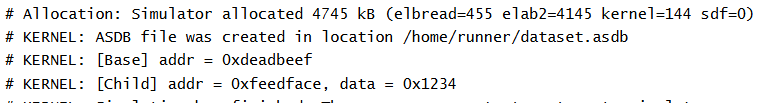 # Allocation: Simulator allocated 4745 kB (elbread=455 elab2=4145 kernel=144 sdf=0)
# KERNEL: ASDB file was created in location /home/runner/dataset.asdb
# KERNEL: [Base] addr = 0xdeadbeef
# KERNEL: [Child] addr = 0xfeedface, data = 0x1234